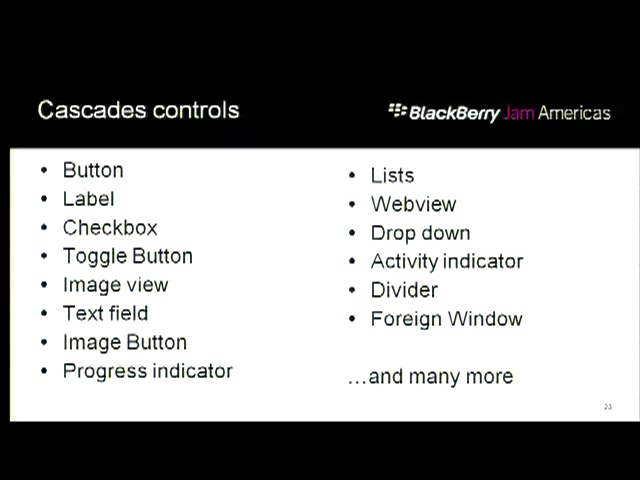 Cascades controls
BlackBerry Jam Americas
• Button
• Label
• Checkbox
• Toggle Button
• Image view
• Text field
• Image Button
• Progress indicator
• Lists
• Webview
• Drop down
• Activity indicator
• Divider
• Foreign Window
…and many more
23